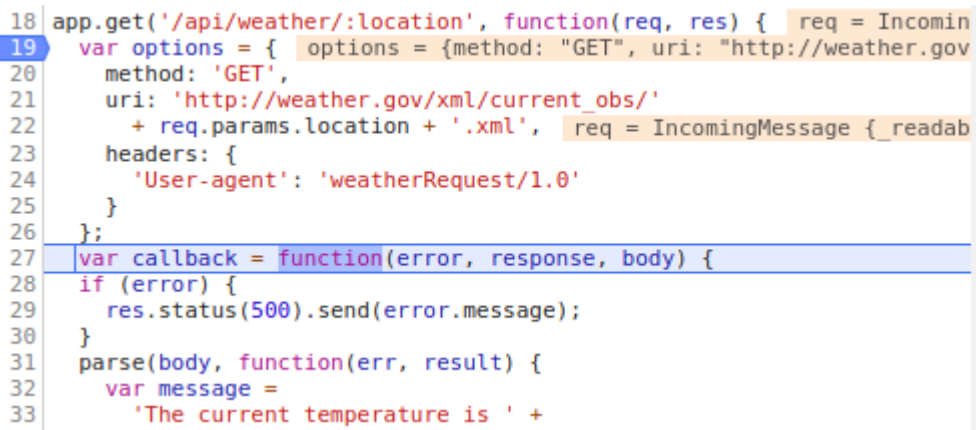 18 app.get('/api/weather/:location', function(req, res) { req = Incomin
19 var options = { options = {method: "GET", uri: "http://weather.gov
20 method: 'GET',
21 uri: 'http://weather.gov/xml/current_obs/'
22 + req.params.location + '.xml', req = IncomingMessage {_readab
23 headers: {
24 'User-agent': 'weatherRequest/1.0'
25 }
26 };
27 var callback = function(error, response, body) {
28 if (error) {
29 res.status(500).send(error.message);
30 }
31 parse(body, function(err, result) {
32 var message =
33 'The current temperature is ' +